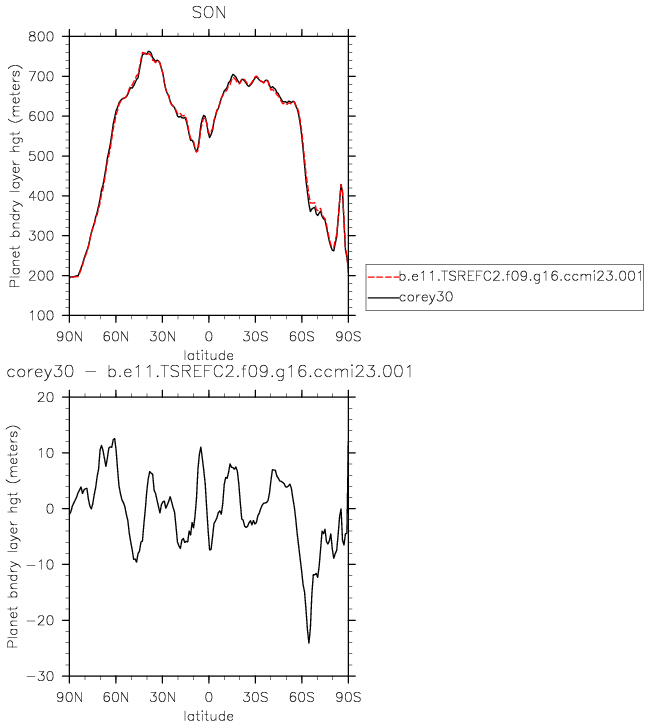 SON
800
700
600
500
400
300
200
100
Planet bndry layer hgt (meters)
90N 60N 30N 0 30S 60S 90S
latitude
b.e11.TSREFC2.f09.g16.ccmi23.001
corey30
corey30 − b.e11.TSREFC2.f09.g16.ccmi23.001
20
10
0
−10
−20
−30
Planet bndry layer hgt (meters)
90N 60N 30N 0 30S 60S 90S
latitude